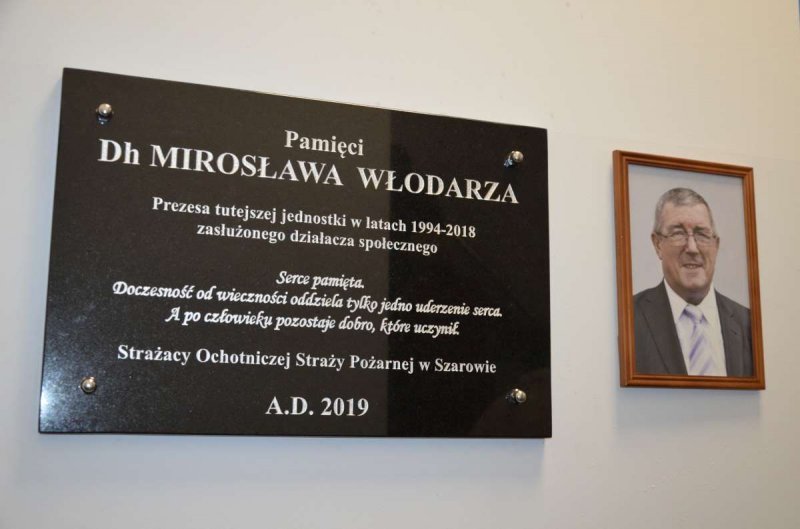 Pamięci
Dh MIROSŁAWA WŁODARZA
Prezesa tutejszej jednostki w latach 1994-2018
zasłużonego działacza społecznego
Serce pamięta.
Doczesność od wieczności oddziela tylko jedno uderzenie serca.
A po człowieku pozostaje dobro, które uczynił.
Strażacy Ochotniczej Straży Pożarnej w Szarowie
A.D. 2019